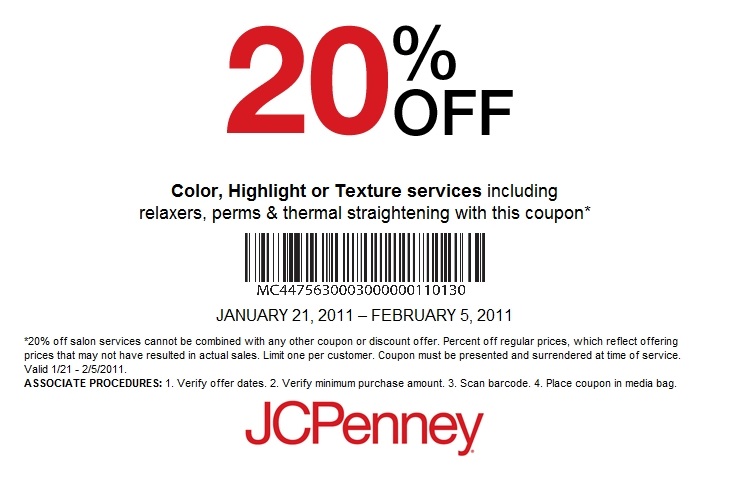 20% OFF
Color, Highlight or Texture services including
relaxers, perms & thermal straightening with this coupon*
MC4475630003000000110130
JANUARY 21, 2011 – FEBRUARY 5, 2011
*20% off salon services cannot be combined with any other coupon or discount offer. Percent off regular prices, which reflect offering
prices that may not have resulted in actual sales. Limit one per customer. Coupon must be presented and surrendered at time of service.
Valid 1/21 - 2/5/2011.
ASSOCIATE PROCEDURES: 1. Verify offer dates. 2. Verify minimum purchase amount. 3. Scan barcode. 4. Place coupon in media bag.
JCPenney